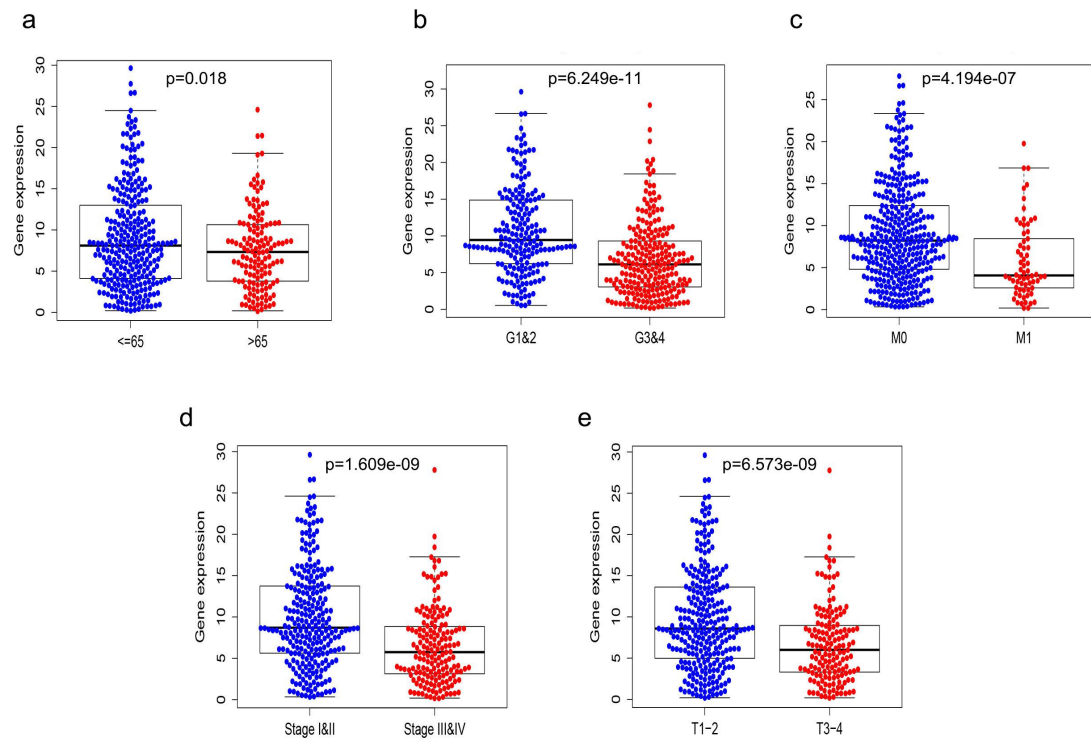 a
p=0.018
Gene expression
30
25
20
15
10
5
0
<=65 >65
b
p=6.249e-11
Gene expression
30
25
20
15
10
5
0
G1&2 G3&4
c
p=4.194e-07
Gene expression
25
20
15
10
5
0
M0 M1
d
p=1.609e-09
Gene expression
30
25
20
15
10
5
0
Stage I&II Stage III&IV
e
p=6.573e-09
Gene expression
30
25
20
15
10
5
0
T1−2 T3−4